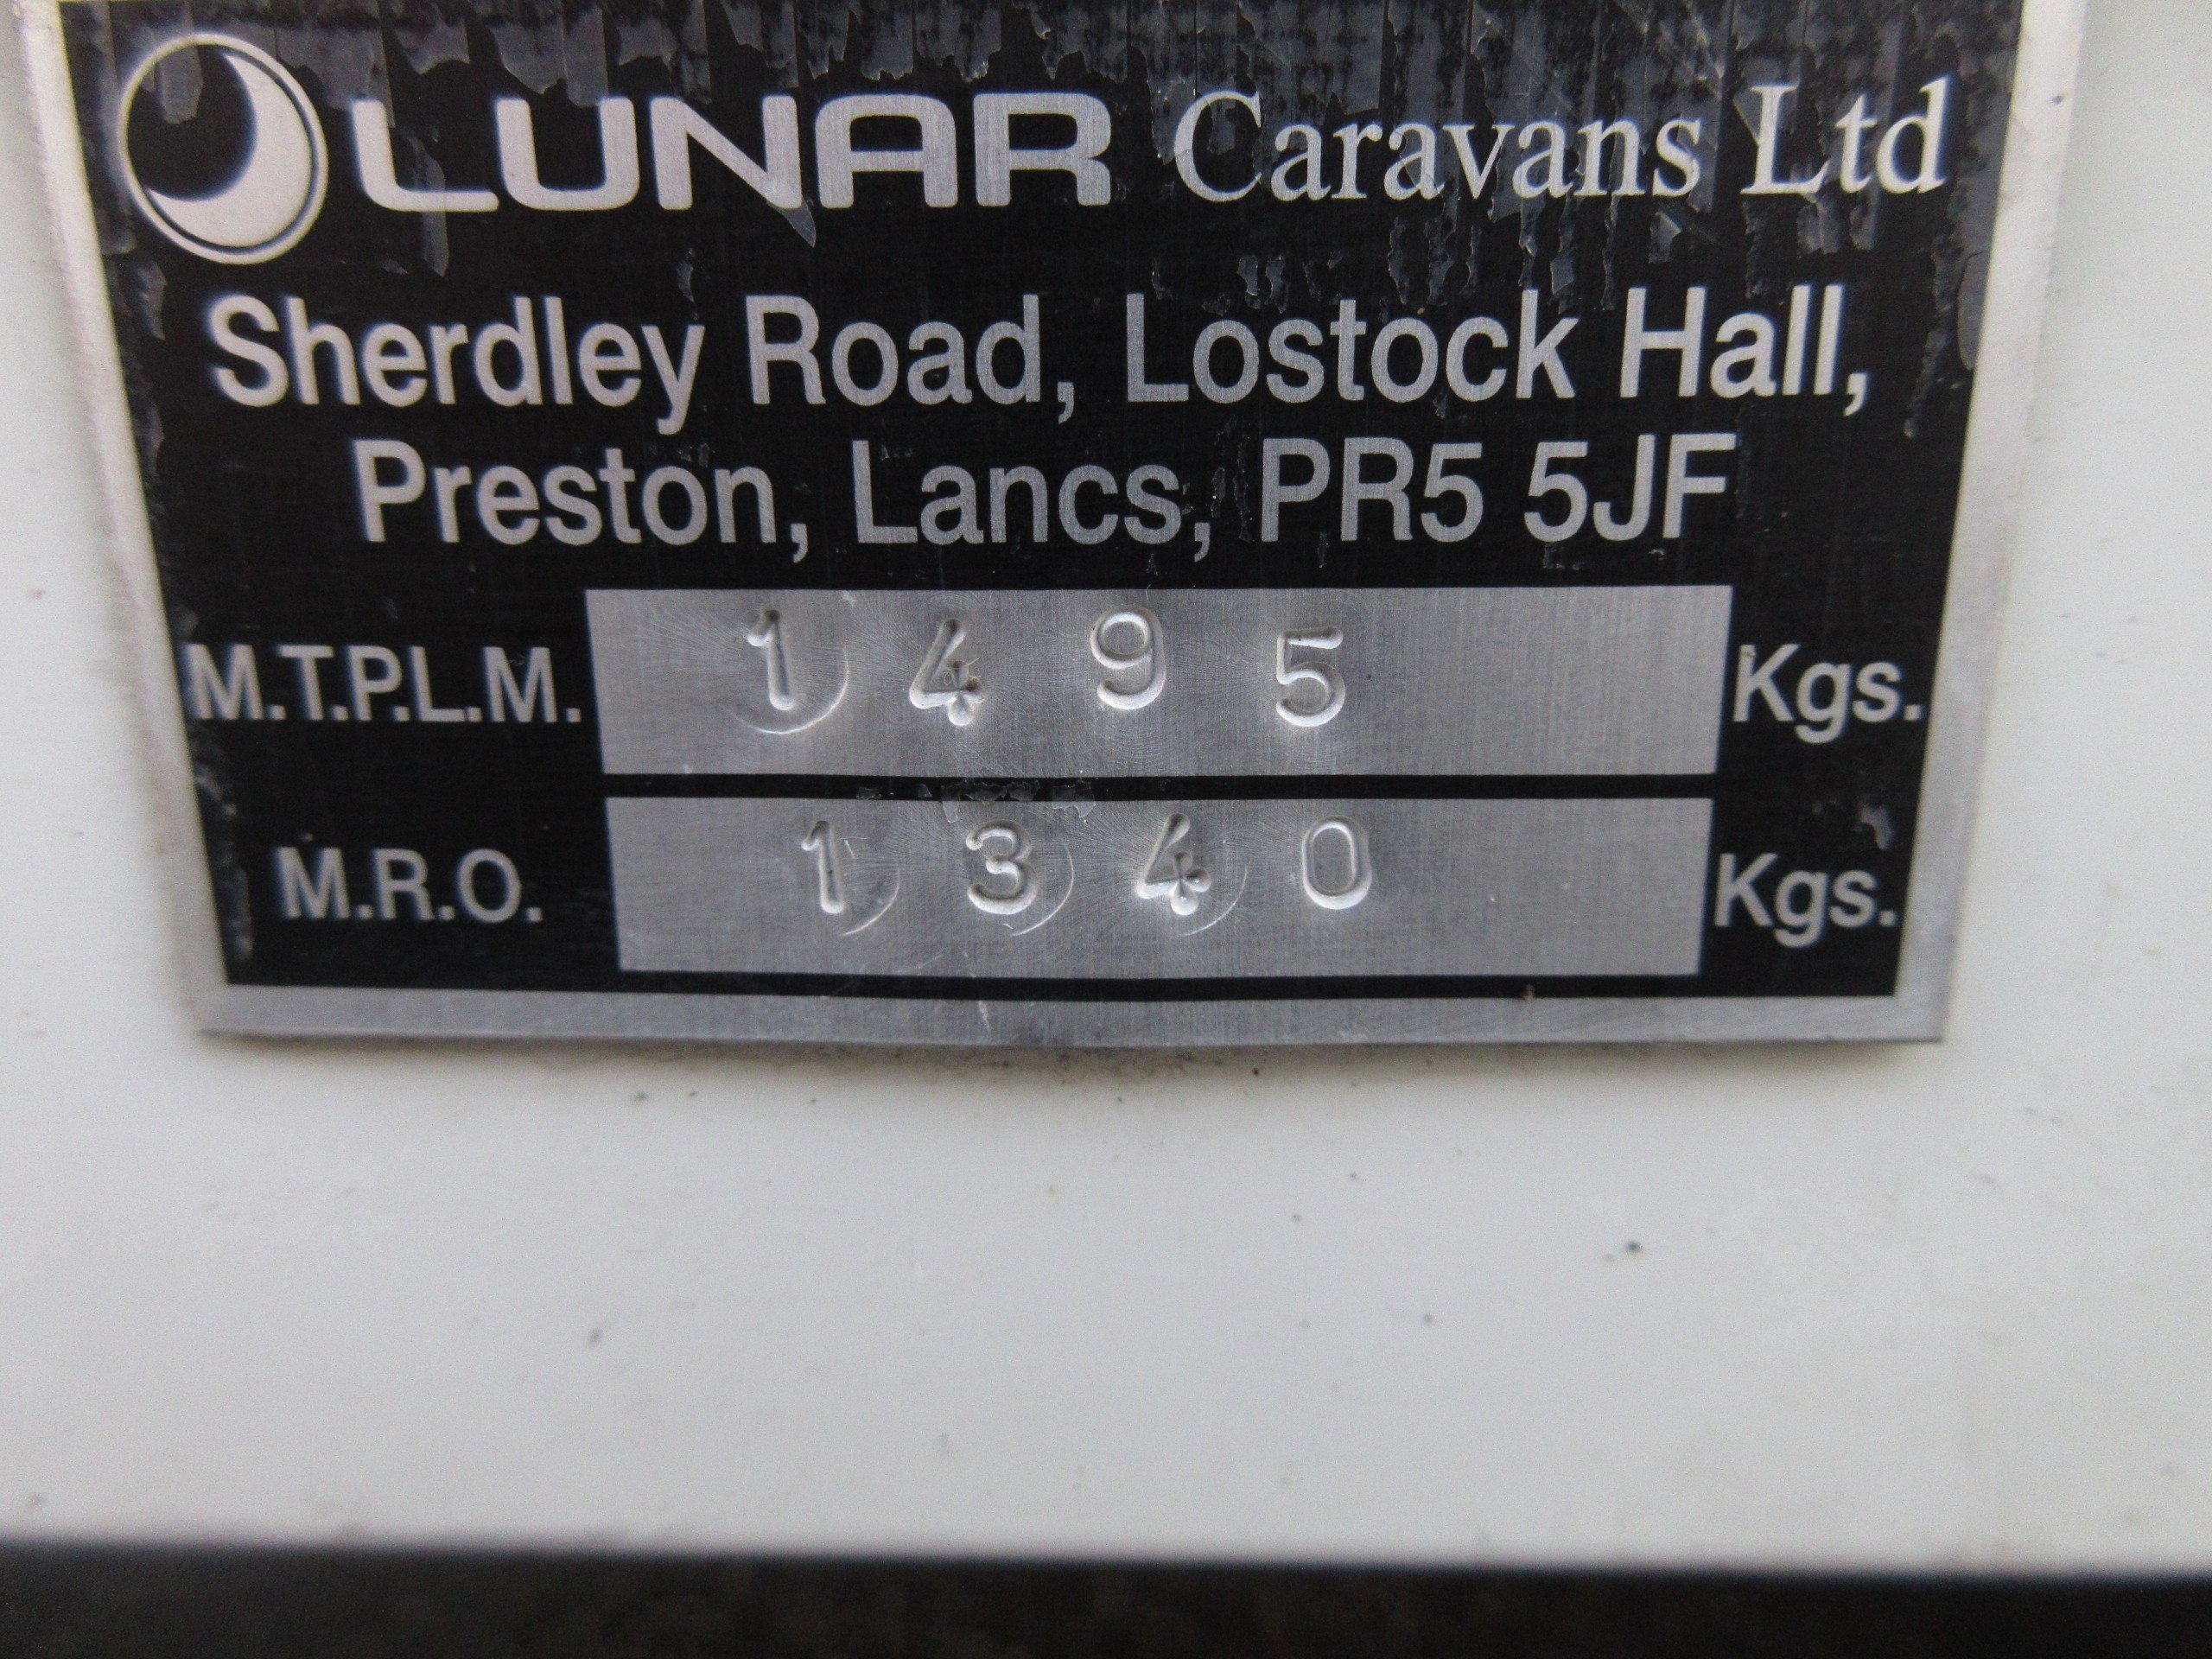 LUNAR Caravans Ltd
Sherdley Road, Lostock Hall,
Preston, Lancs, PR5 5JF
M.T.P.L.M. 1495 Kgs.
M.R.O. 1340 Kgs.